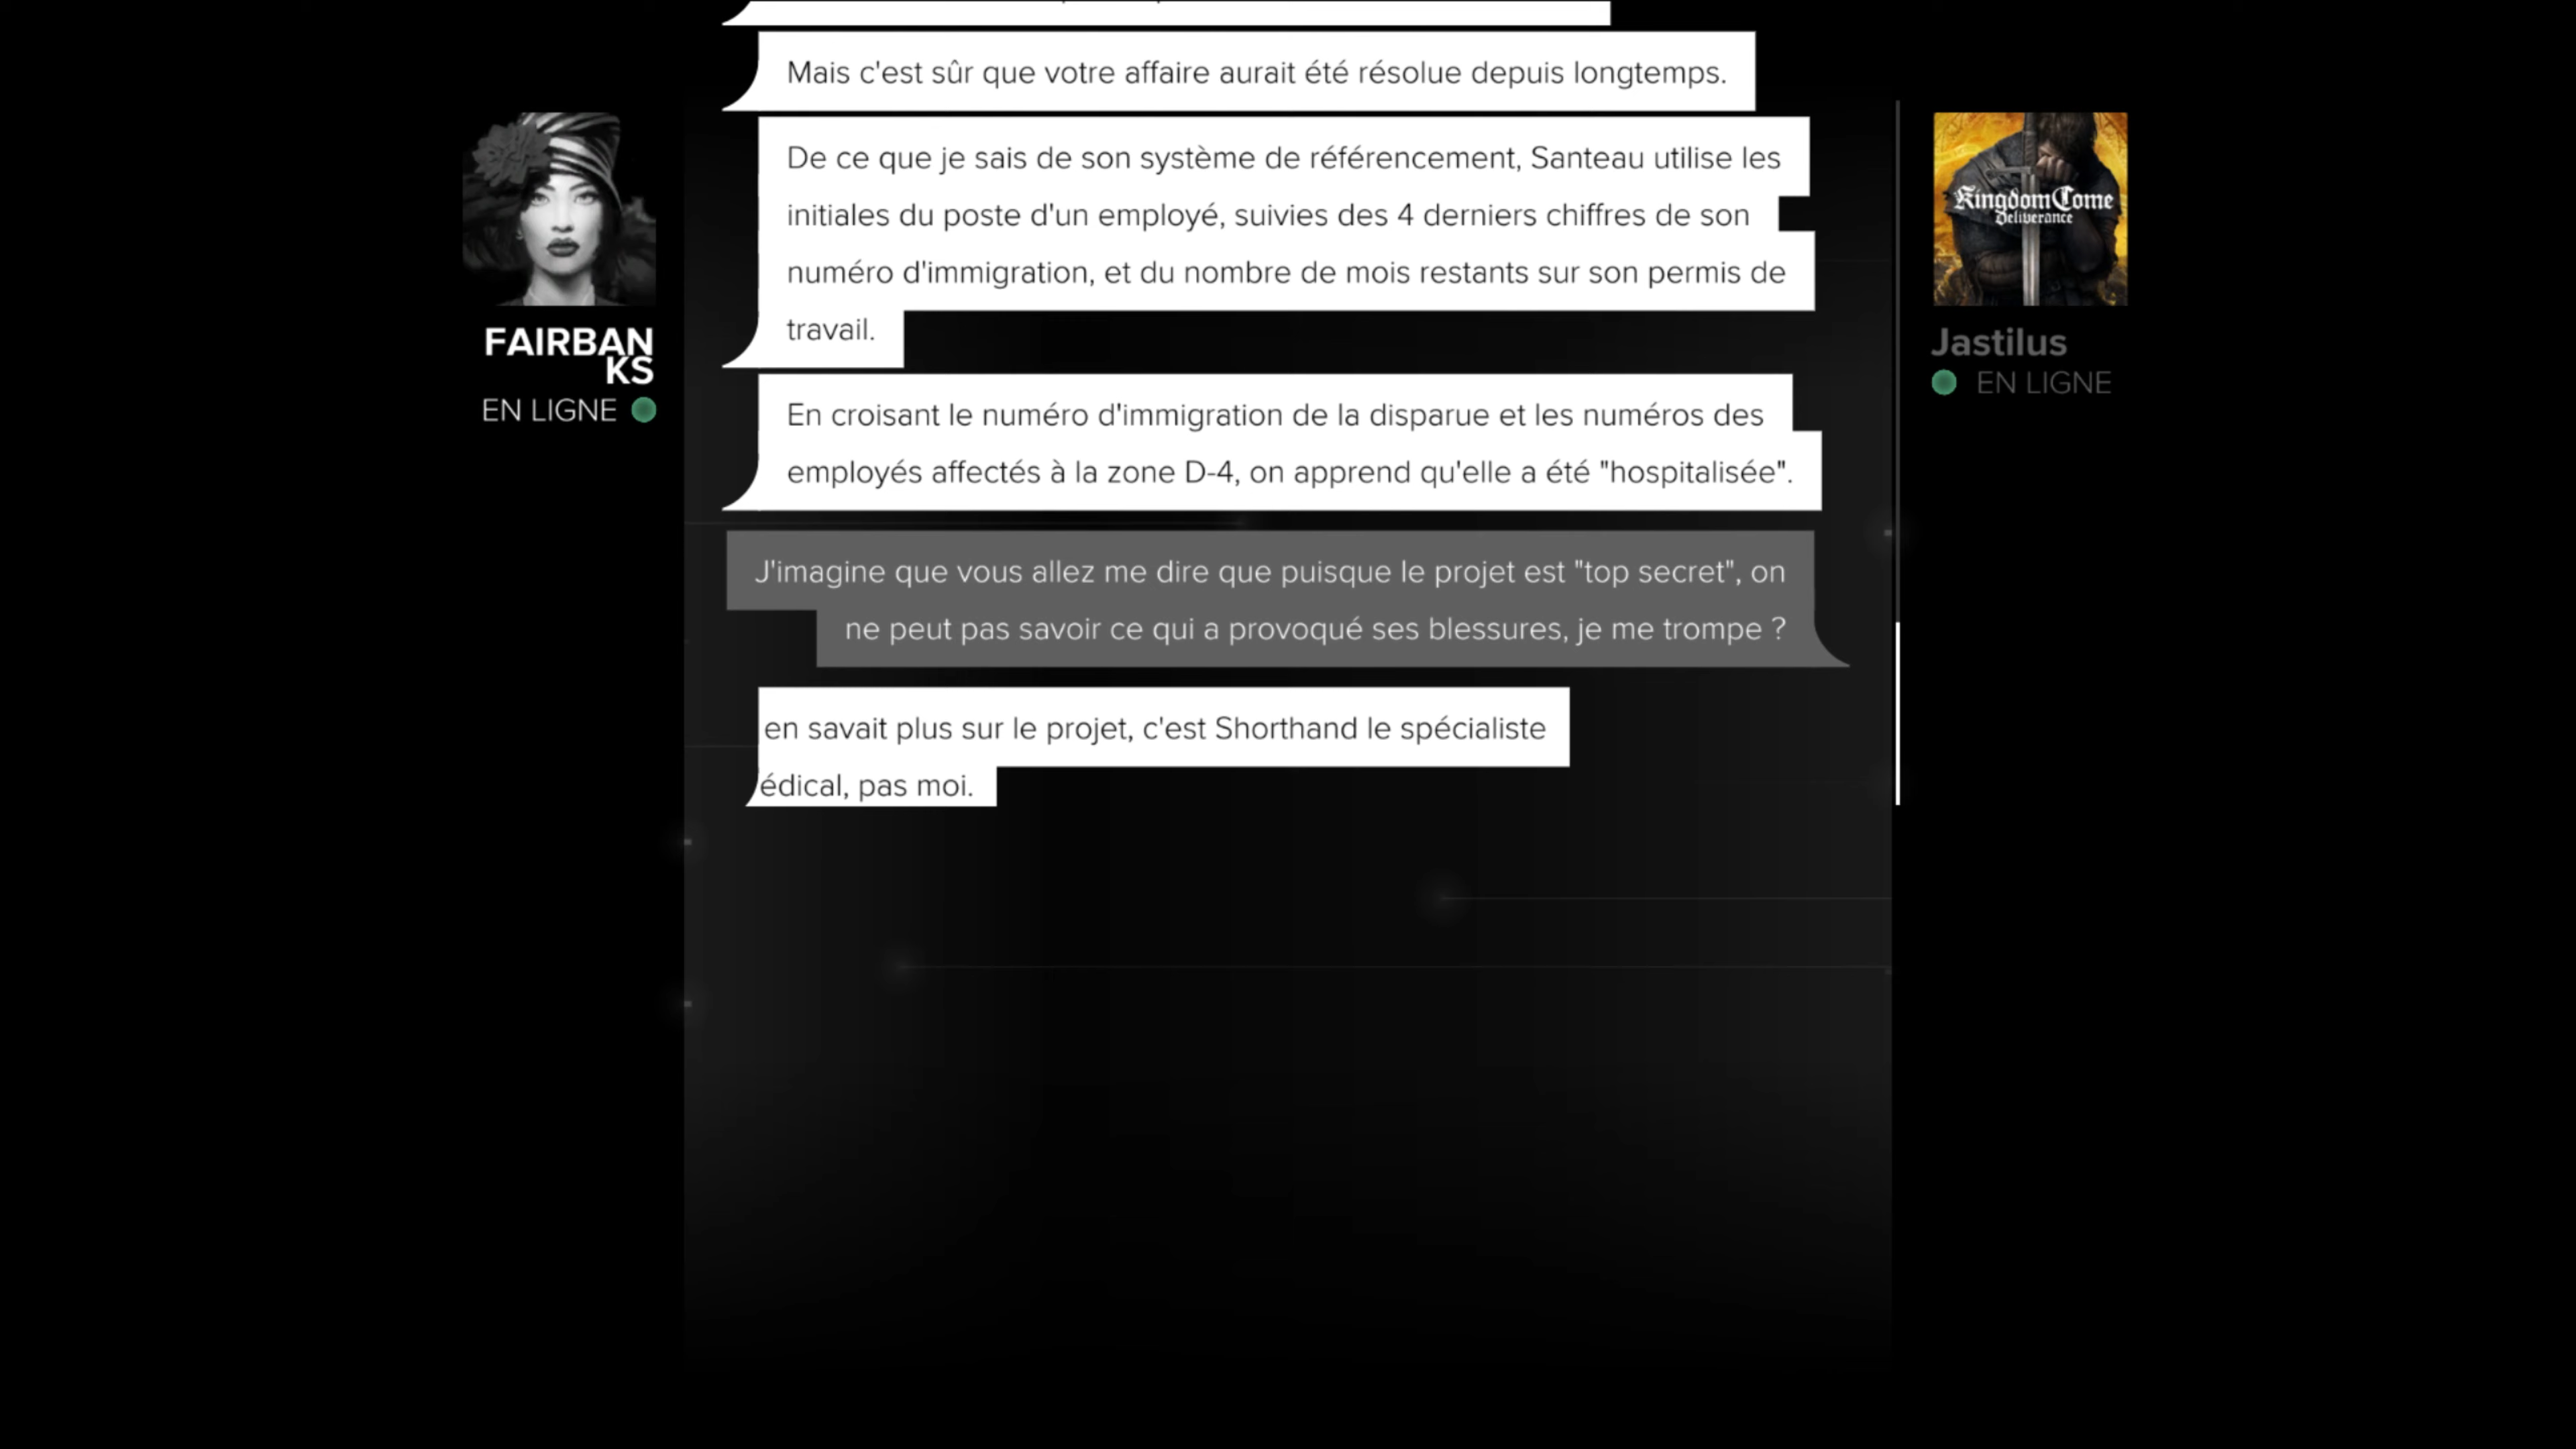 Mais c'est sûr que votre affaire aurait été résolue depuis longtemps.
De ce que je sais de son système de référencement, Santeau utilise les
initiales du poste d'un employé, suivies des 4 derniers chiffres de son
numéro d'immigration, et du nombre de mois restants sur son permis de
travail.
En croisant le numéro d'immigration de la disparue et les numéros des
employés affectés à la zone D-4, on apprend qu'elle a été "hospitalisée".
J'imagine que vous allez me dire que puisque le projet est "top secret", on
ne peut pas savoir ce qui a provoqué ses blessures, je me trompe ?
en savait plus sur le projet, c'est Shorthand le spécialiste
édical, pas moi.
FAIRBAN
KS
EN LIGNE
Kingdom Come
Deliverance
Jastilus
EN LIGNE